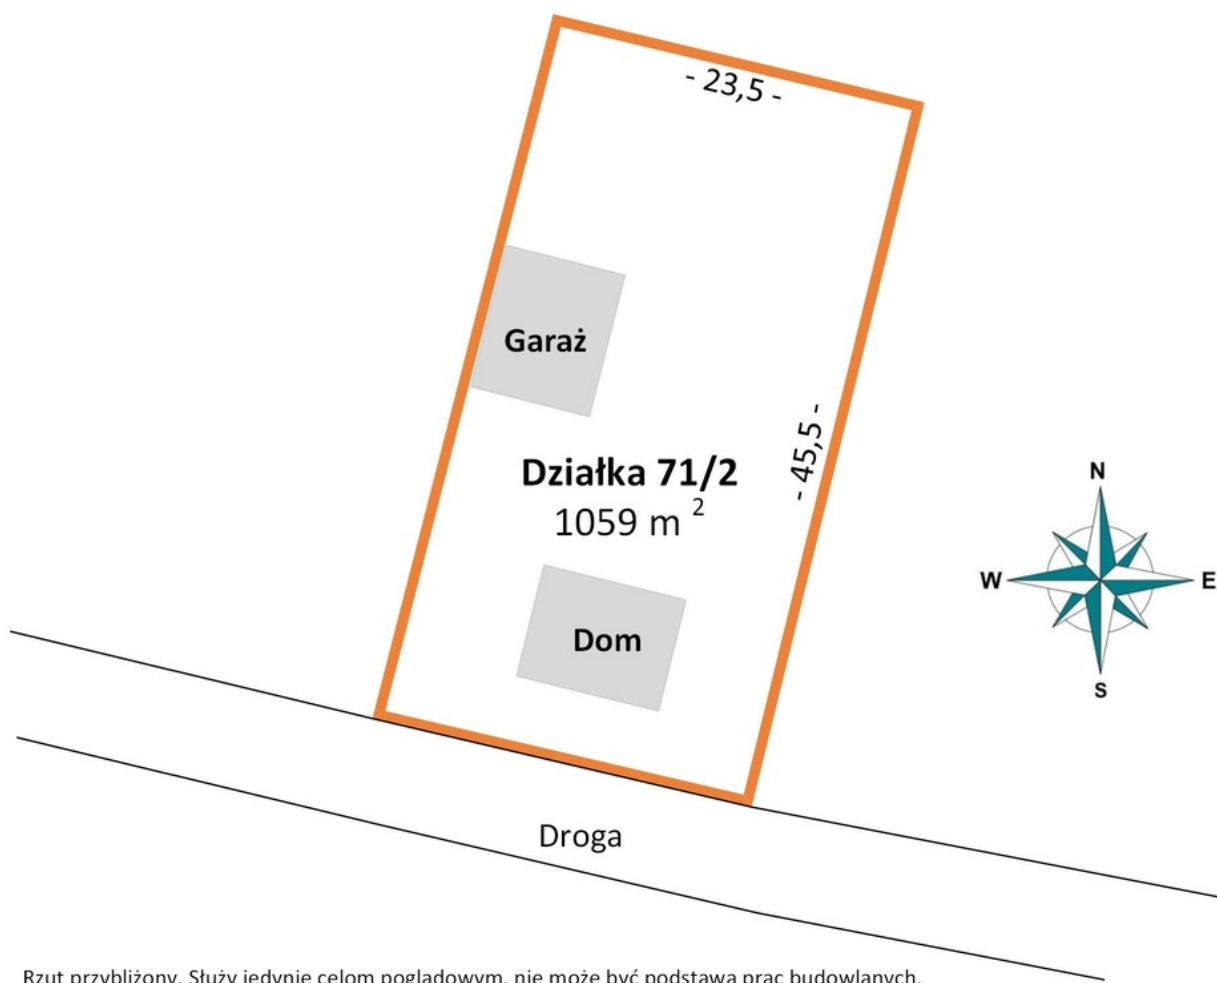 - 23,5 -
Garaż
- 45,5 -
Działka 71/2
1059 m 2
N
W
E
S
Dom
Droga
Rzut przybliżony. Służy jedynie celom poglądowym, nie może być podstawą prac budowlanych.